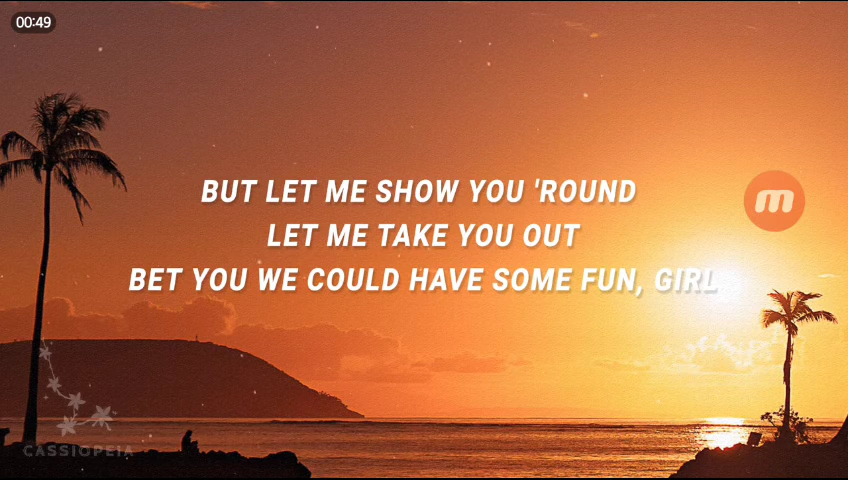 00:49
BUT LET ME SHOW YOU 'ROUND
LET ME TAKE YOU OUT
BET YOU WE COULD HAVE SOME FUN, GIRL
m
CASSIOPEIA